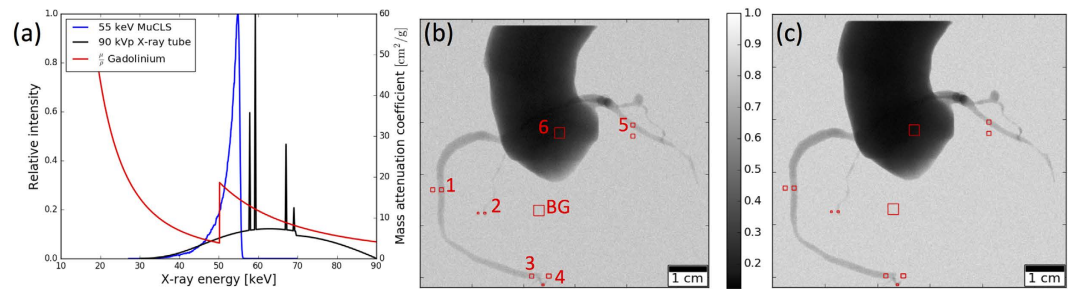 (a)
55 keV MuCLS
90 kVp X-ray tube
μ/ρ Gadolinium
Relative intensity
1.0
0.8
0.6
0.4
0.2
0.0
10 20 30 40 50 60 70 80 90
X-ray energy [keV]
60
50
40
30
20
10
0
Mass attenuation coefficient [cm²/g]
(b)
6
5
1
2
BG
3 4
1 cm
1.0
0.9
0.8
0.7
0.6
0.5
0.4
0.3
0.2
(c)
1 cm